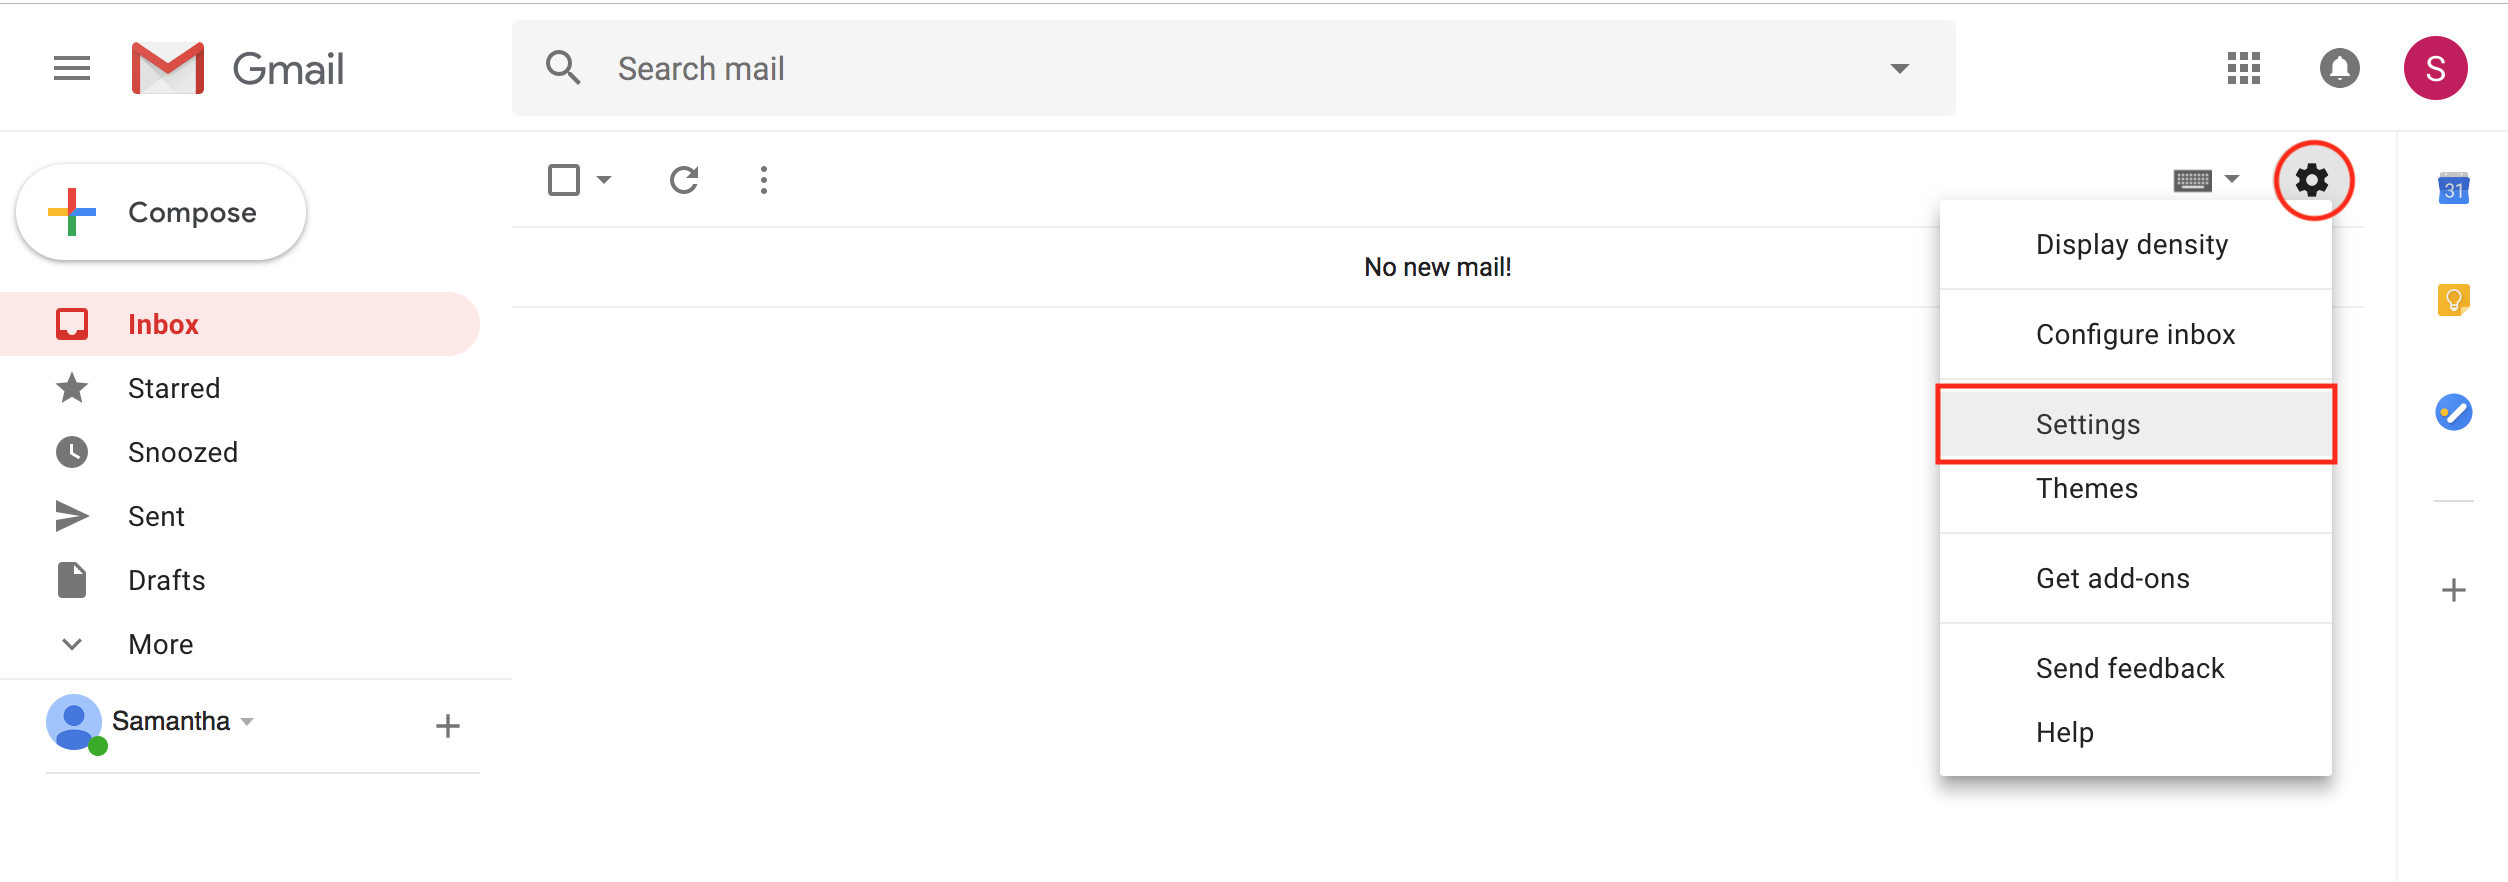 Gmail
Search mail
S
Compose
No new mail!
Inbox
Starred
Snoozed
Sent
Drafts
More
Samantha
Display density
Configure inbox
Settings
Themes
Get add-ons
Send feedback
Help
31